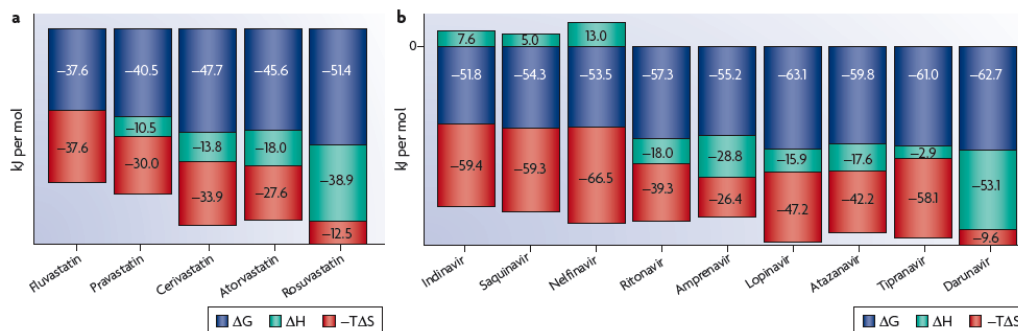 a
kJ per mol
−37.6
−37.6
−40.5
−10.5
−30.0
−47.7
−13.8
−33.9
−45.6
−18.0
−27.6
−51.4
−38.9
−12.5
Fluvastatin
Pravastatin
Cerivastatin
Atorvastatin
Rosuvastatin
ΔG ΔH −TΔS
b
0
kJ per mol
7.6
−51.8
−59.4
5.0
−54.3
−59.3
13.0
−53.5
−66.5
−57.3
−18.0
−39.3
−55.2
−28.8
−26.4
−63.1
−15.9
−47.2
−59.8
−17.6
−42.2
−61.0
−2.9
−58.1
−62.7
−53.1
−9.6
Indinavir
Saquinavir
Nelfinavir
Ritonavir
Amprenavir
Lopinavir
Atazanavir
Tipranavir
Darunavir
ΔG ΔH −TΔS